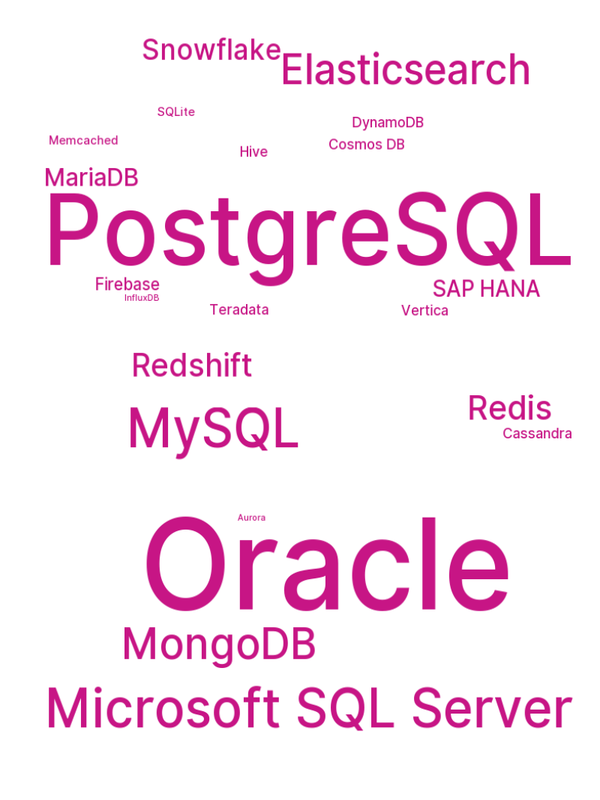 Snowflake
Elasticsearch
SQLite
DynamoDB
Memcached
Cosmos DB
Hive
MariaDB
PostgreSQL
Firebase
SAP HANA
InfluxDB
Teradata
Vertica
Redshift
Redis
MySQL
Cassandra
Aurora
Oracle
MongoDB
Microsoft SQL Server